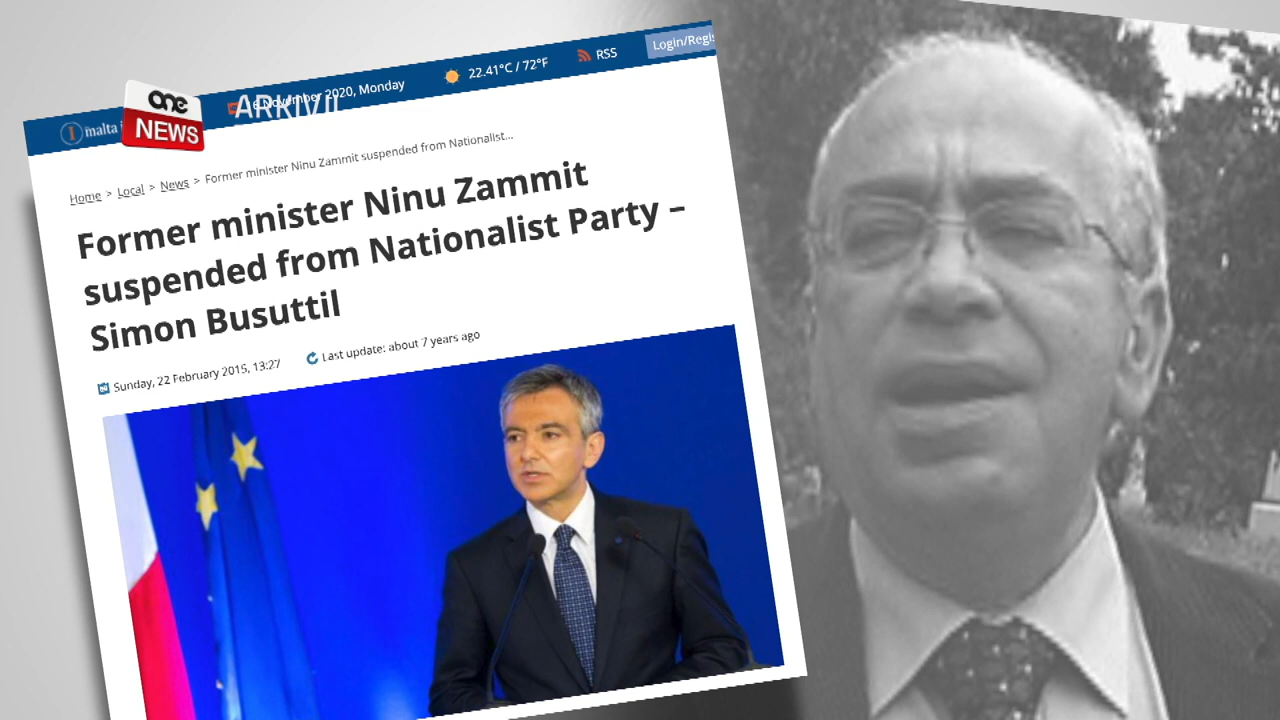 16 November 2020, Monday
22.41°C / 72°F
RSS
Login/Regis
malta i
one
NEWS
ARKIVJI
Home > Local > News > Former minister Ninu Zammit suspended from Nationalist...
Former minister Ninu Zammit
suspended from Nationalist Party –
Simon Busuttil
Sunday, 22 February 2015, 13:27
Last update: about 7 years ago